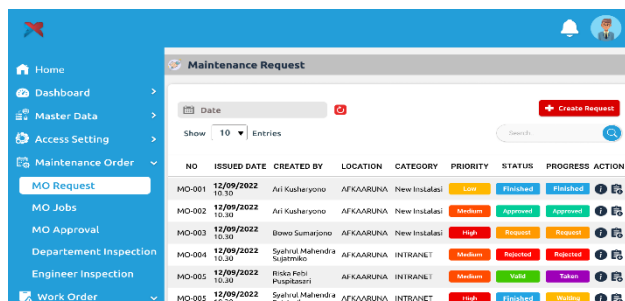 Home
Dashboard
Master Data
Access Setting
Maintenance Order
MO Request
MO Jobs
MO Approval
Departement Inspection
Engineer Inspection
Work Order
Maintenance Request
Date
Create Request
Show 10 Entries
Search..
NO ISSUED DATE CREATED BY LOCATION CATEGORY PRIORITY STATUS PROGRESS ACTION
MO-001 12/09/2022 10.30 Ari Kusharyono AFKAARUNA New Instalasi Low Finished Finished
MO-002 12/09/2022 10.30 Ari Kusharyono AFKAARUNA New Instalasi Medium Approved Approved
MO-003 12/09/2022 10.30 Bowo Sumarjono AFKAARUNA New Instalasi High Request Request
MO-004 12/09/2022 10.30 Syahrul Mahendra Sujatmiko AFKAARUNA INTRANET Medium Rejected Rejected
MO-005 12/09/2022 10.30 Riska Febi Puspitasari AFKAARUNA INTRANET Medium Valid Taken
MO-005 12/09/2022 Syahrul Mahendra AFKAARUNA INTRANET High Finished Waiting